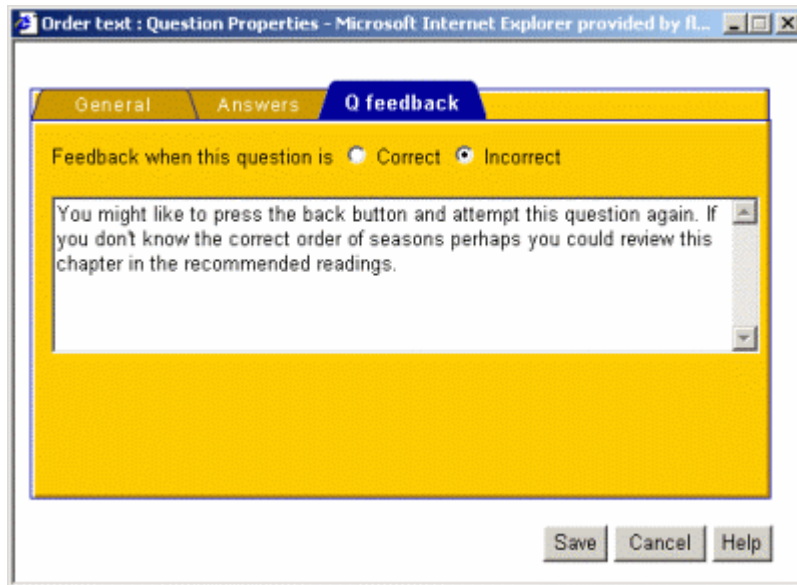 Order text : Question Properties - Microsoft Internet Explorer provided by fl...
General Answers Q feedback
Feedback when this question is Correct Incorrect
You might like to press the back button and attempt this question again. If
you don't know the correct order of seasons perhaps you could review this
chapter in the recommended readings.
Save Cancel Help